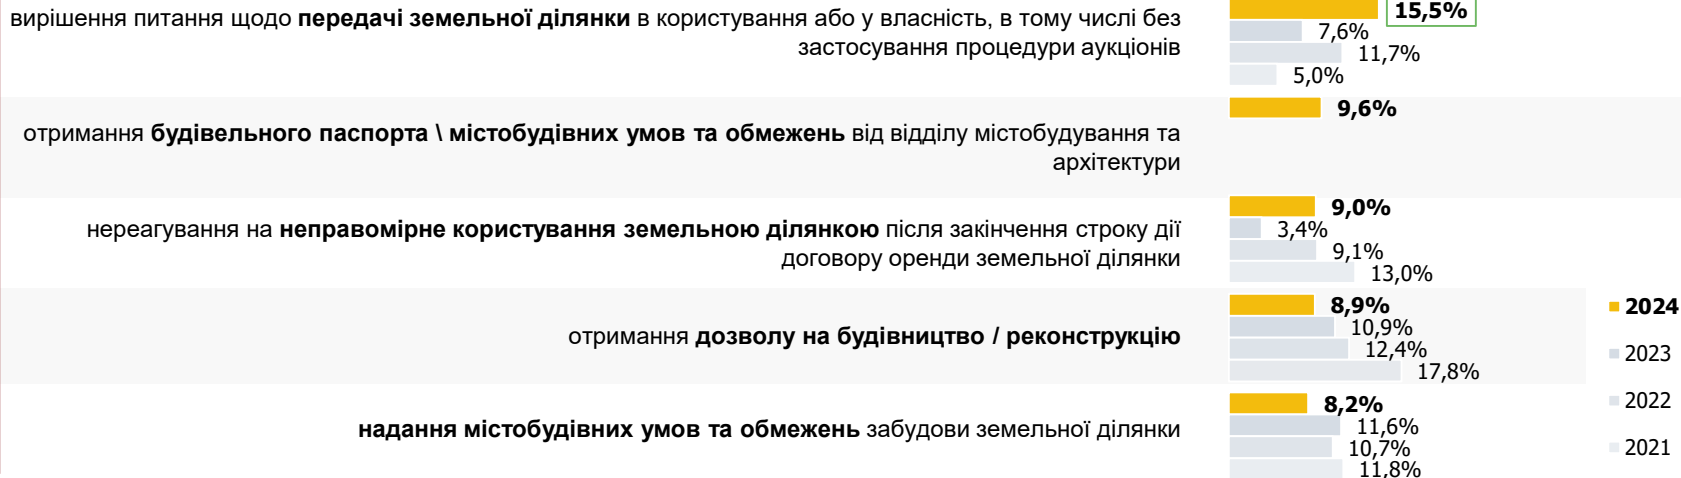 вирішення питання щодо передачі земельної ділянки в користування або у власність, в тому числі без
застосування процедури аукціонів
15,5%
7,6%
11,7%
5,0%
отримання будівельного паспорта \ містобудівних умов та обмежень від відділу містобудування та
архітектури
9,6%
нереагування на неправомірне користування земельною ділянкою після закінчення строку дії
договору оренди земельної ділянки
9,0%
3,4%
9,1%
13,0%
отримання дозволу на будівництво / реконструкцію
8,9%
10,9%
12,4%
17,8%
надання містобудівних умов та обмежень забудови земельної ділянки
8,2%
11,6%
10,7%
11,8%
2024
2023
2022
2021